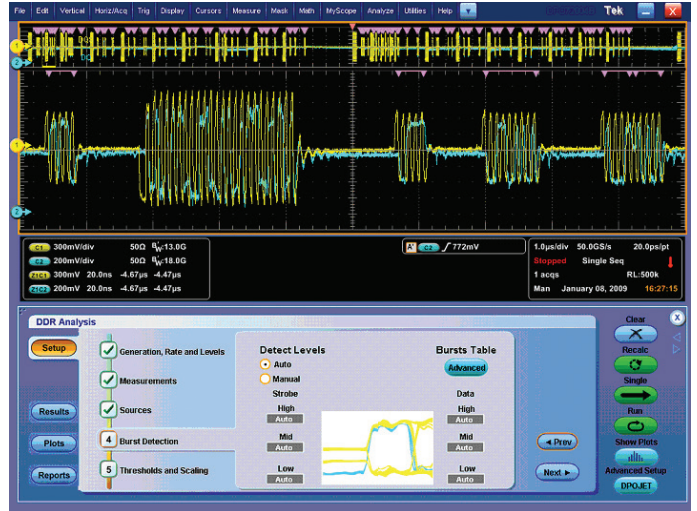 File Edit Vertical Horiz/Acq Trig Display Cursors Measure Mask Math MyScope Analyze Utilities Help Tek X
1
2
1
2
C1 300mV/div 50Ω BW:13.0G
C2 200mV/div 50Ω BW:18.0G
Z1C1 300mV 20.0ns -4.67µs -4.47µs
Z1C2 200mV 20.0ns -4.67µs -4.47µs
A' C2 772mV
1.0µs/div 50.0GS/s 20.0ps/pt
Stopped Single Seq
1 acqs RL:500k
Man January 08, 2009 16:27:15
DDR Analysis
Setup
Results
Plots
Reports
Generation, Rate and Levels
Measurements
Sources
4 Burst Detection
5 Thresholds and Scaling
Detect Levels
Auto
Manual
Strobe
High
Auto
Mid
Auto
Low
Auto
Bursts Table
Advanced
Data
High
Auto
Mid
Auto
Low
Auto
◄ Prev
Next ►
Clear
X
Recalc
Single
Run
Show Plots
Advanced Setup
DPOJET